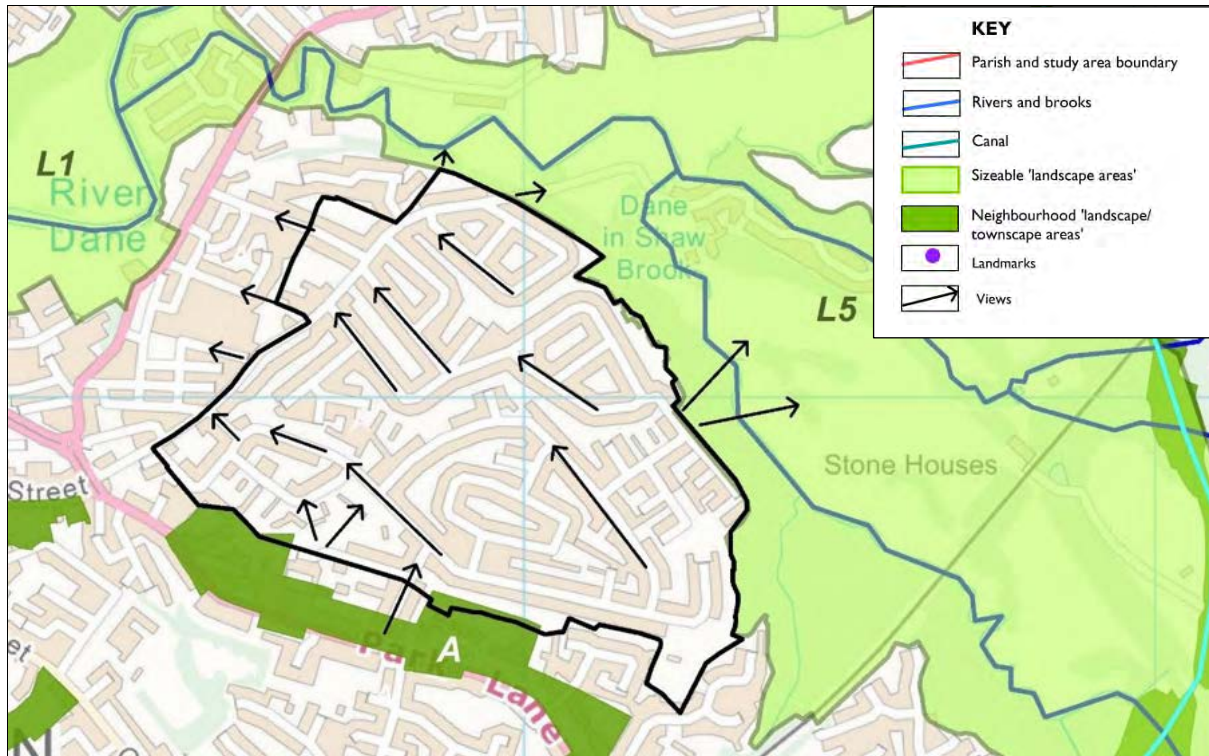 KEY
Parish and study area boundary
Rivers and brooks
Canal
Sizeable 'landscape areas'
Neighbourhood 'landscape/
townscape areas'
Landmarks
Views
L1
River
Dane
Dane
in Shaw
Brook
L5
Stone Houses
Street
A
Park Lane
N